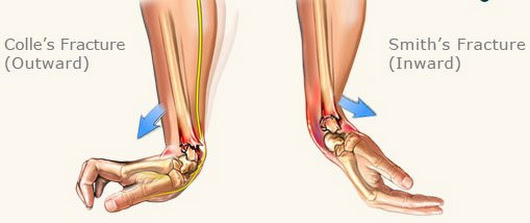 Colle's Fracture
(Outward)
Smith's Fracture
(Inward)